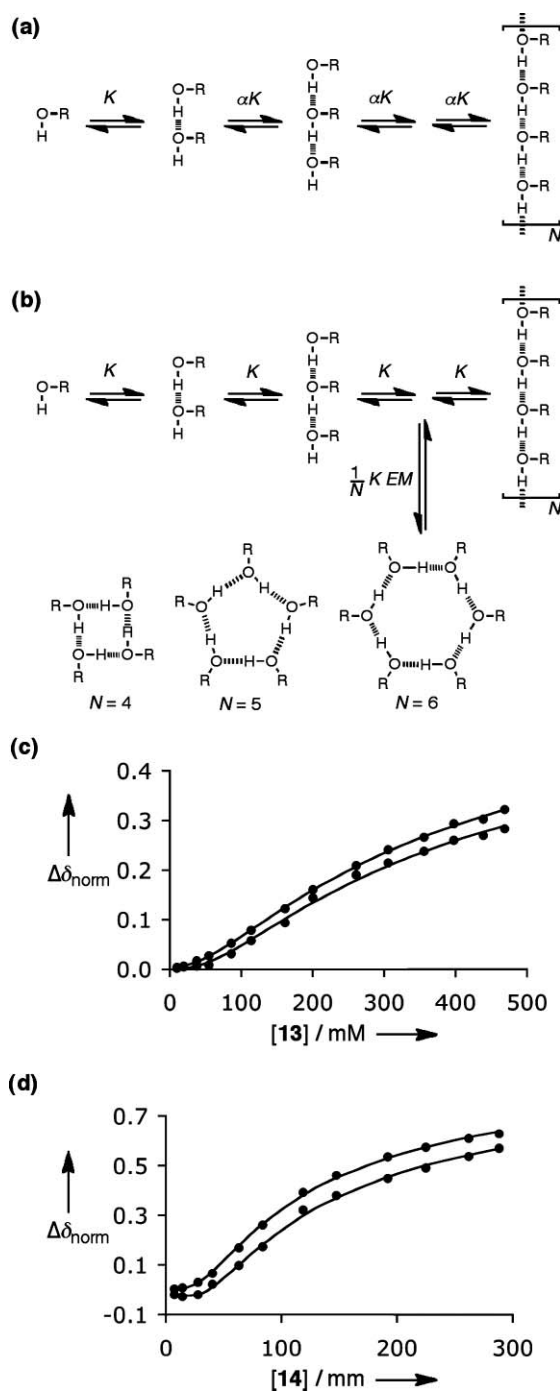 (a)
O-R
H
K
O-R
H
O-R
H
αK
O-R
H
O-R
H
O-R
H
αK
αK
O-R
H
O-R
H
O-R
H
O-R
H
N
(b)
O-R
H
K
O-R
H
O-R
H
K
O-R
H
O-R
H
O-R
H
K
K
O-R
H
O-R
H
O-R
H
O-R
H
N
1/N K EM
R-O H-O R
H H
O-H O-R
R
N = 4
R
O
H H
R-O O-R
H H
O H-O
R R
N = 5
R R
O-H O
H H
R-O O-R
H H
O H-O
R R
N = 6
(c)
0.4
0.3
0.2
0.1
0.0
Δδnorm
0 100 200 300 400 500
[13] / mM
(d)
0.7
0.5
0.3
0.1
-0.1
Δδnorm
0 100 200 300
[14] / mm